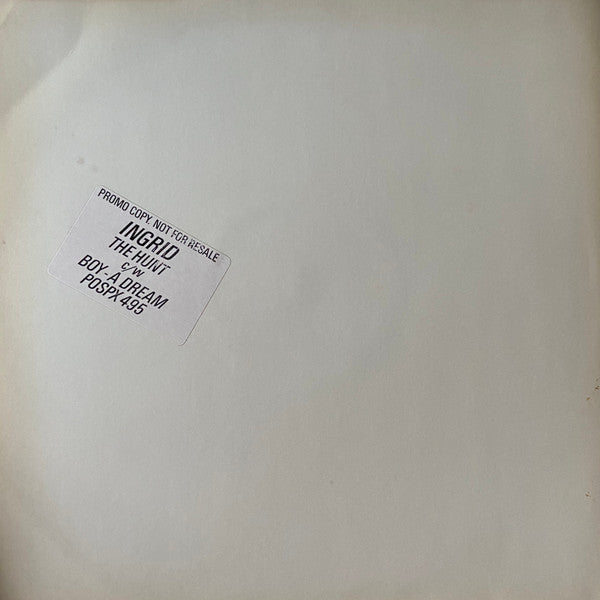 PROMO COPY. NOT FOR RESALE
INGRID
THE HUNT
c/w
BOY-A DREAM
POSPX 495